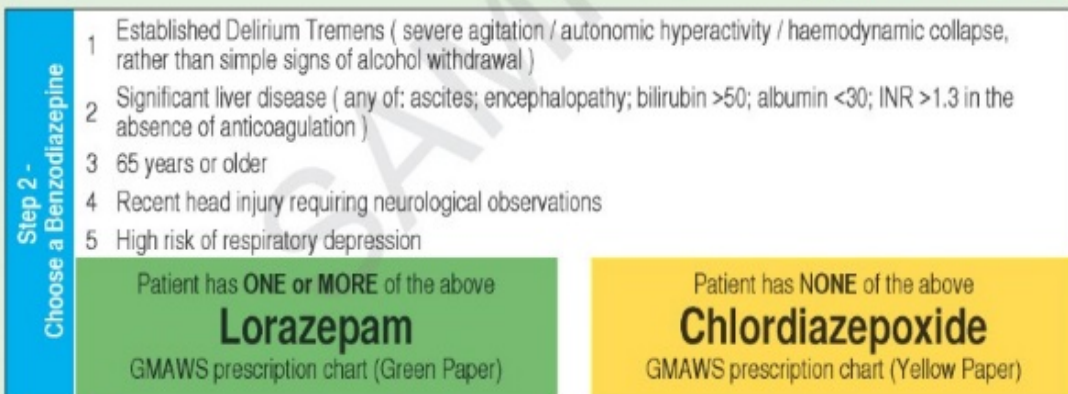 Step 2 -
Choose a Benzodiazepine
1 Established Delirium Tremens ( severe agitation / autonomic hyperactivity / haemodynamic collapse,
rather than simple signs of alcohol withdrawal )
2 Significant liver disease ( any of: ascites; encephalopathy; bilirubin >50; albumin <30; INR >1.3 in the
absence of anticoagulation )
3 65 years or older
4 Recent head injury requiring neurological observations
5 High risk of respiratory depression
Patient has ONE or MORE of the above
Lorazepam
GMAWS prescription chart (Green Paper)
Patient has NONE of the above
Chlordiazepoxide
GMAWS prescription chart (Yellow Paper)